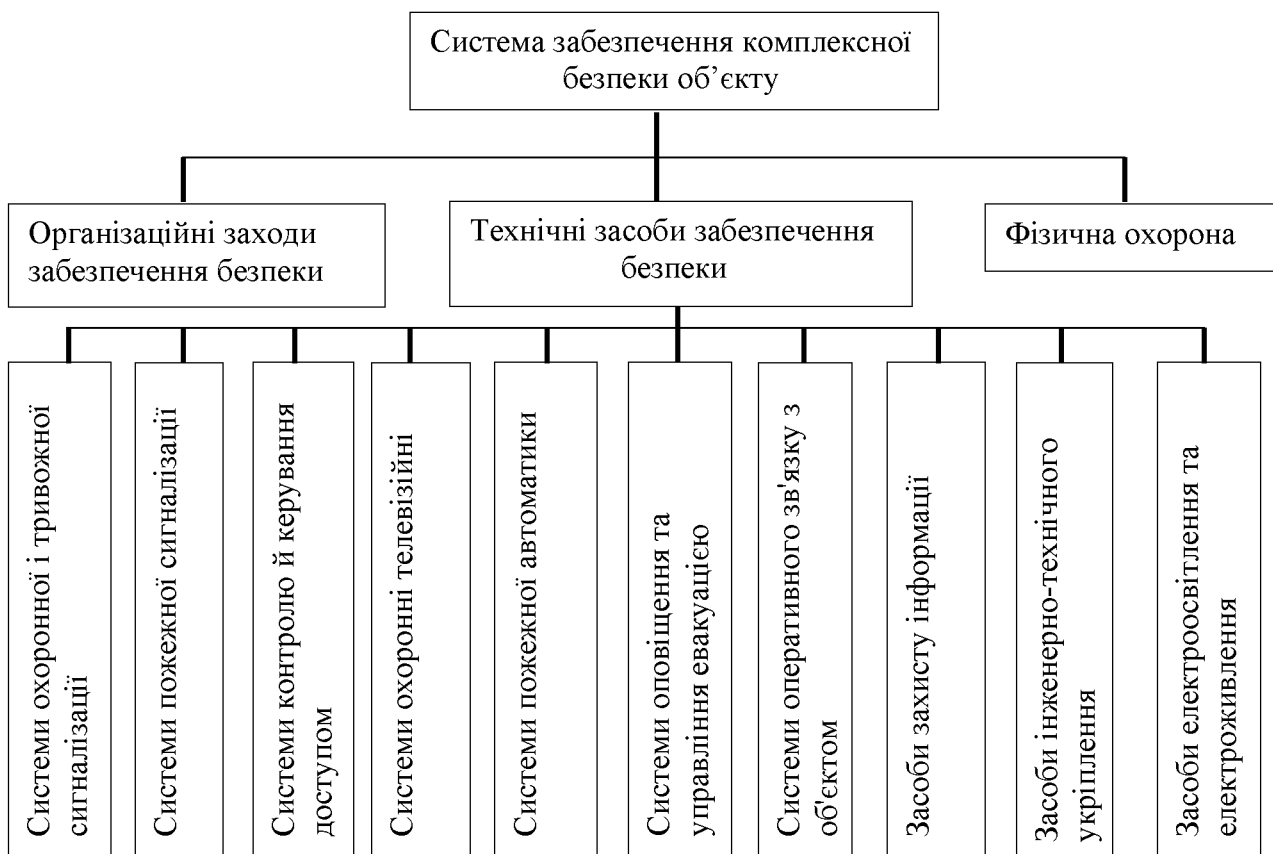 Система забезпечення комплексної
безпеки об’єкту
Організаційні заходи
забезпечення безпеки
Технічні засоби забезпечення
безпеки
Фізична охорона
Системи охоронної і тривожної
сигналізації
Системи пожежної сигналізації
Системи контролю й керування
доступом
Системи охоронні телевізійні
Системи пожежної автоматики
Системи оповіщення та
управління евакуацією
Системи оперативного зв'язку з
об'єктом
Засоби захисту інформації
Засоби інженерно-технічного
укріплення
Засоби електроосвітлення та
електроживлення